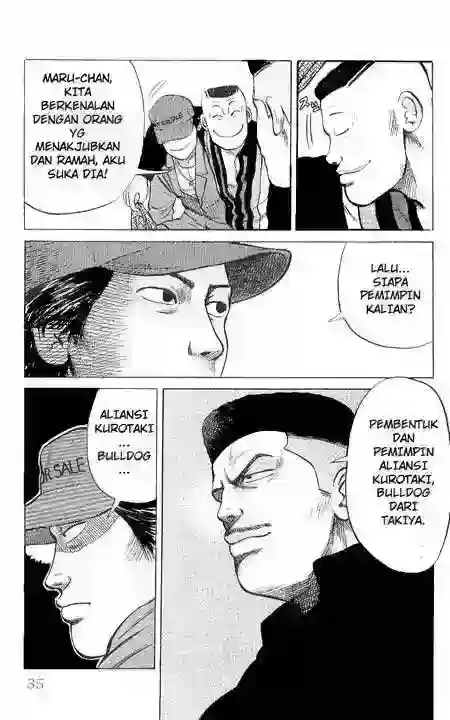 MARU-CHAN,
KITA
BERKENALAN
DENGAN ORANG
YG
MENAKJUBKAN
DAN RAMAH, AKU
SUKA DIA!
LALU...
SIAPA
PEMIMPIN
KALIAN?
PEMBENTUK
DAN
PEMIMPIN
ALIANSI
KUROTAKI,
BULLDOG
DARI
TAKIYA.
ALIANSI
KUROTAKI
...
BULLDOG
...
OR SALE
35